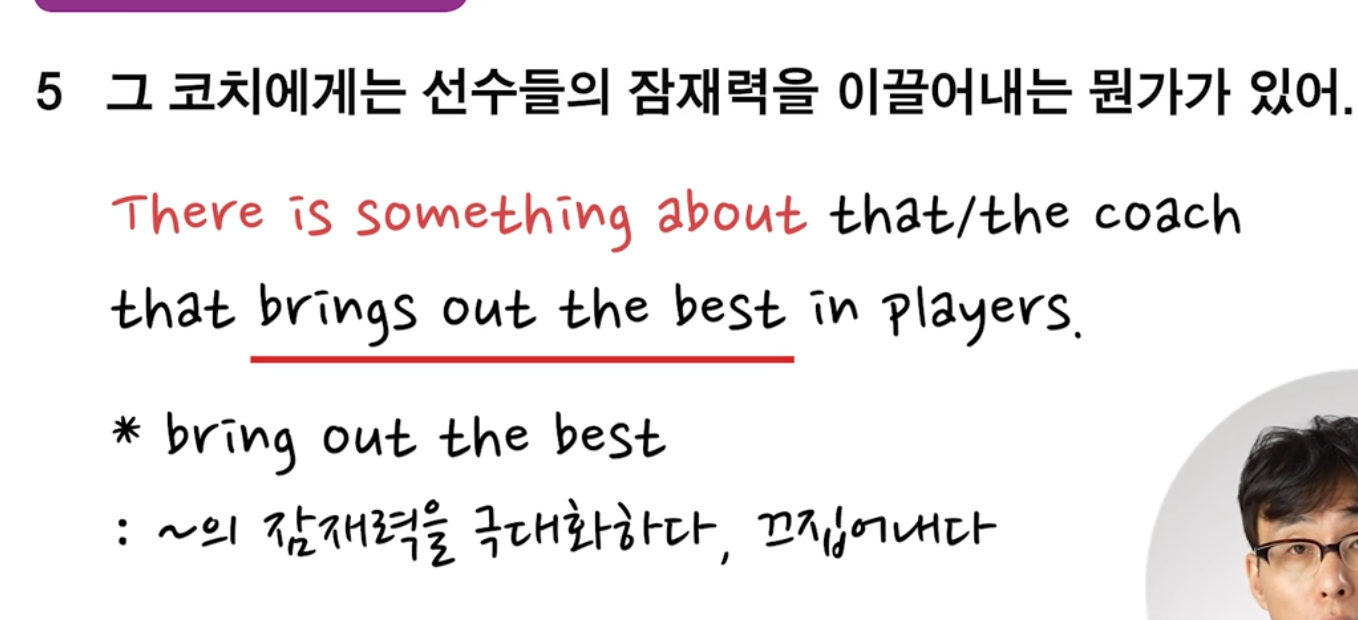 5 그 코치에게는 선수들의 잠재력을 이끌어내는 뭔가가 있어.
There is something about that/the coach
that brings out the best in players.
* bring out the best
: ~의 잠재력을 극대화하다, 끄집어내다